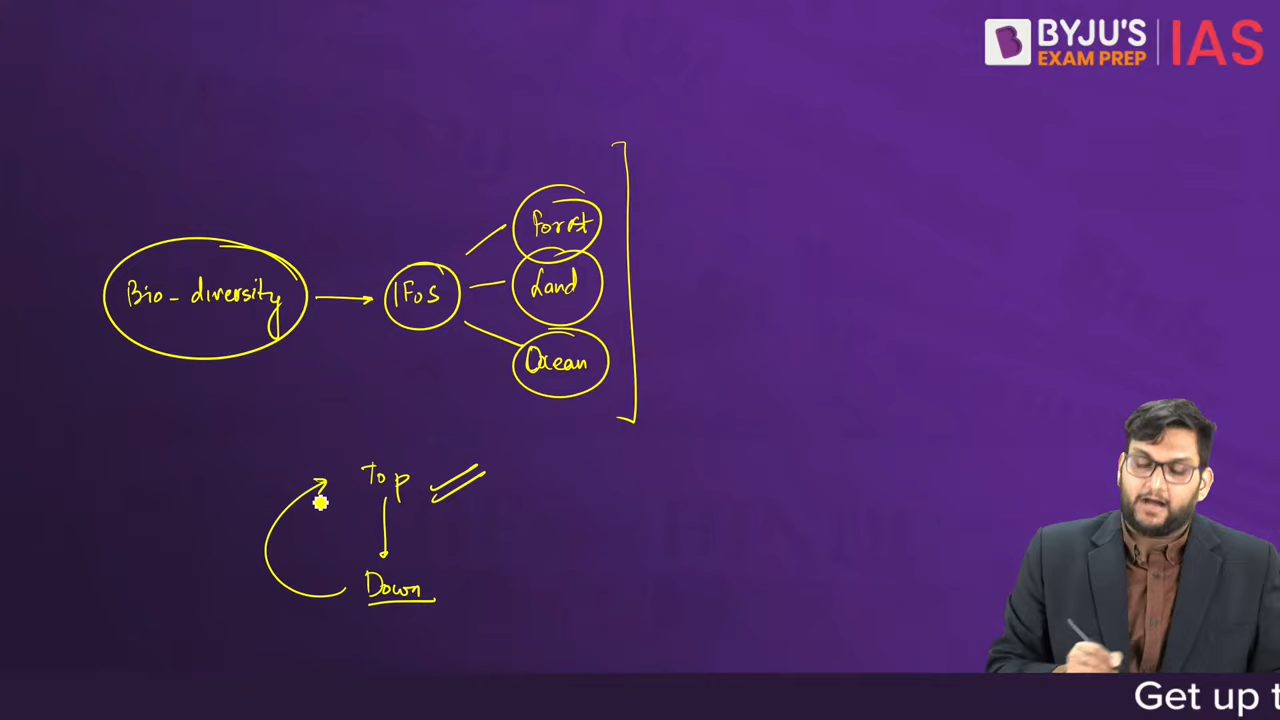 BYJU'S
EXAM PREP
IAS
Forest
Bio-diversity
IFoS
Land
Ocean
Top
Down
Get up t